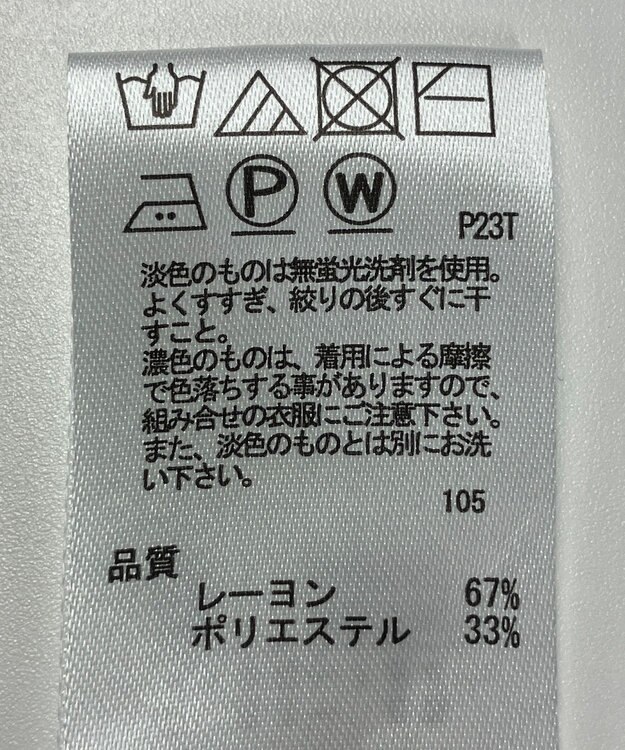 P W P23T
淡色のものは無蛍光洗剤を使用。
よくすすぎ、絞りの後すぐに干
すこと。
濃色のものは、着用による摩擦
で色落ちする事がありますので、
組み合せの衣服にご注意下さい。
また、淡色のものとは別にお洗
い下さい。
105
品質
レーヨン 67%
ポリエステル 33%